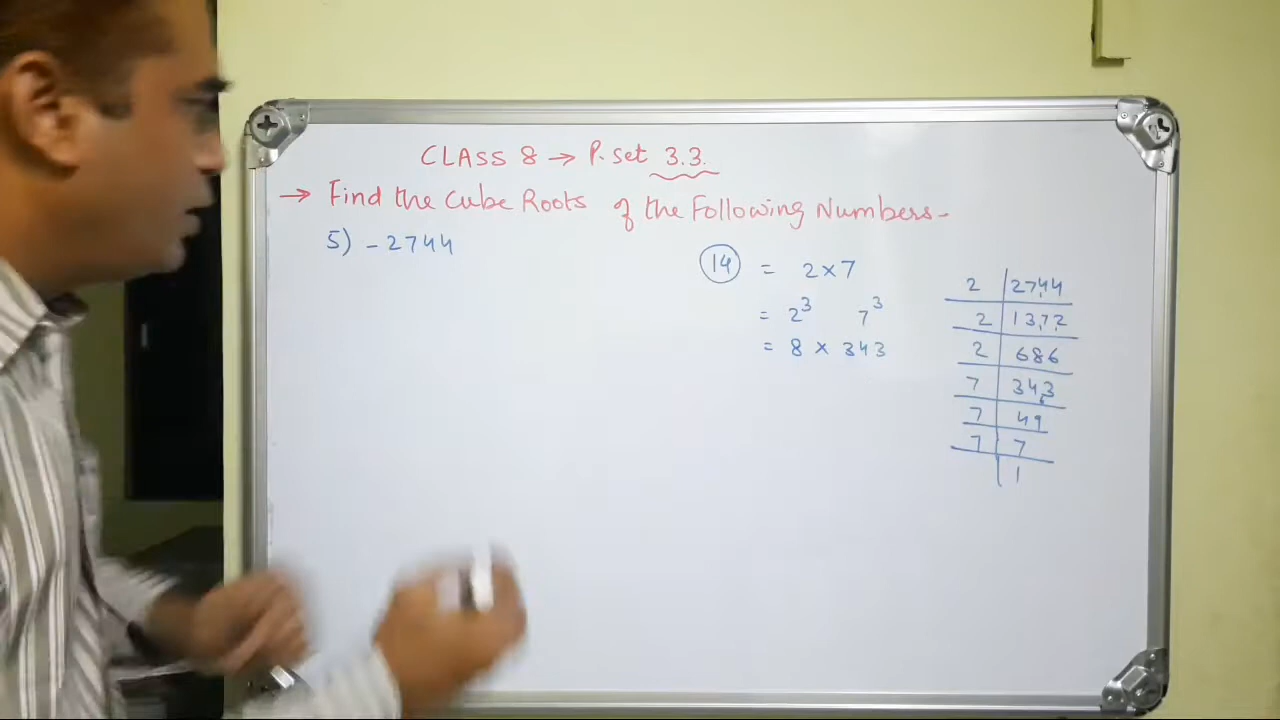 CLASS 8 → P. Set 3.3.
→ Find the Cube Roots of the Following Numbers-
5) - 2744
14 = 2 × 7
= 2³ 7³
= 8 × 343
2 | 2744
2 | 1372
2 | 686
7 | 343
7 | 49
7 | 7
| 1